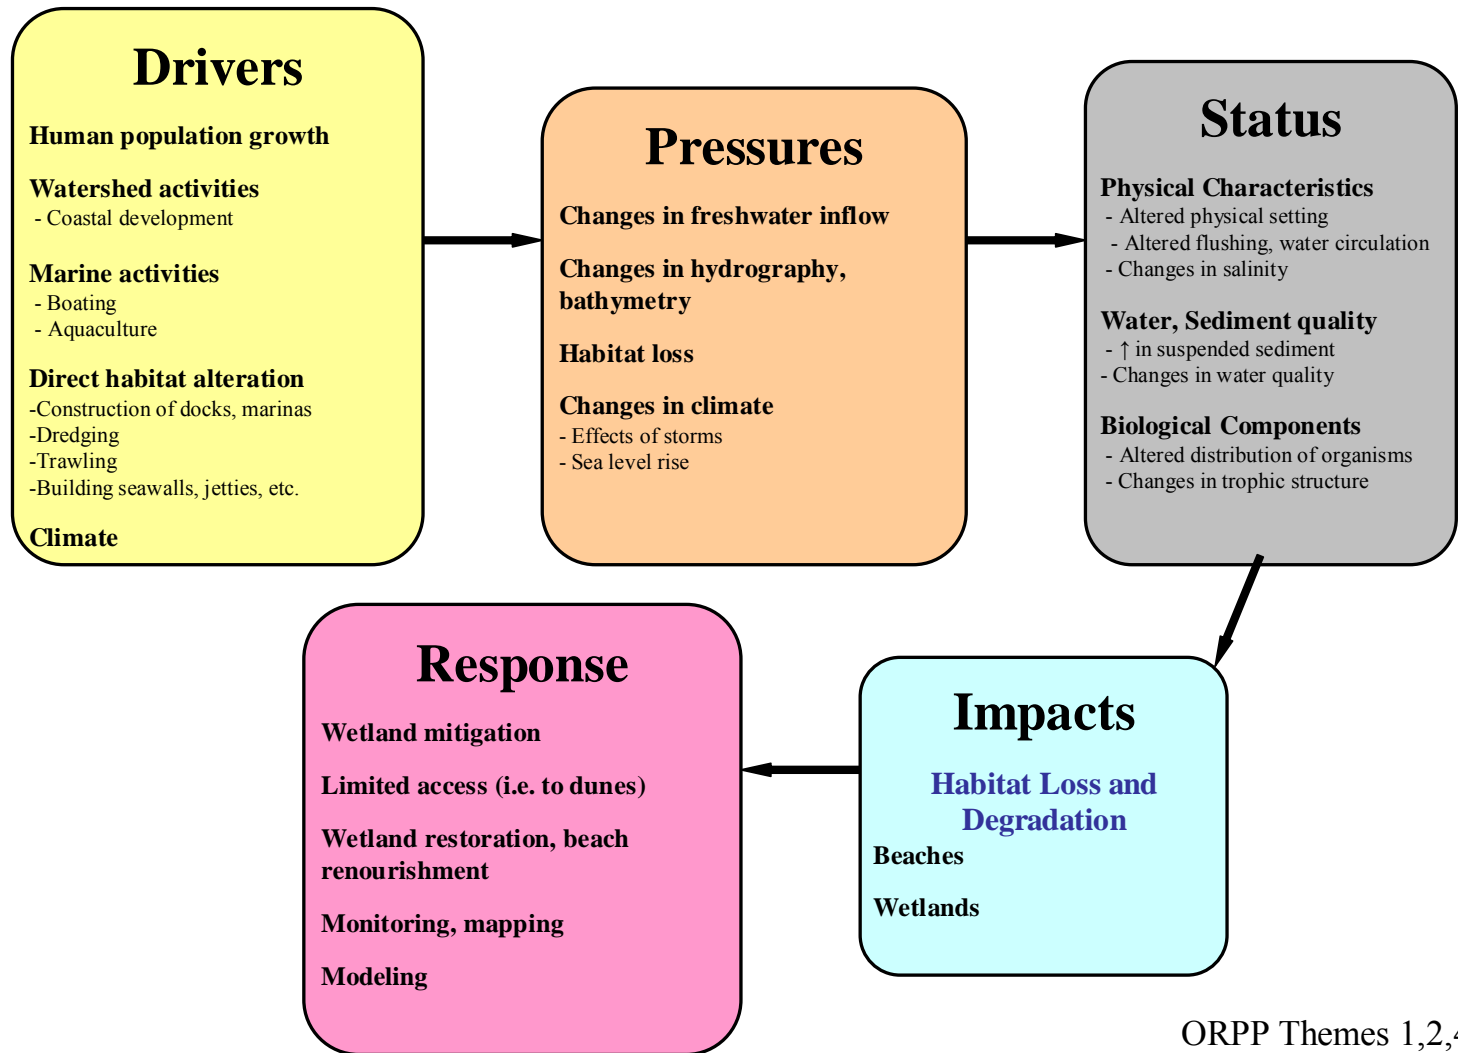 Drivers
Human population growth
Watershed activities
- Coastal development
Marine activities
- Boating
- Aquaculture
Direct habitat alteration
-Construction of docks, marinas
-Dredging
-Trawling
-Building seawalls, jetties, etc.
Climate
Pressures
Changes in freshwater inflow
Changes in hydrography,
bathymetry
Habitat loss
Changes in climate
- Effects of storms
- Sea level rise
Status
Physical Characteristics
- Altered physical setting
- Altered flushing, water circulation
- Changes in salinity
Water, Sediment quality
- ↑ in suspended sediment
- Changes in water quality
Biological Components
- Altered distribution of organisms
- Changes in trophic structure
Response
Wetland mitigation
Limited access (i.e. to dunes)
Wetland restoration, beach
renourishment
Monitoring, mapping
Modeling
Impacts
Habitat Loss and
Degradation
Beaches
Wetlands
ORPP Themes 1,2,4